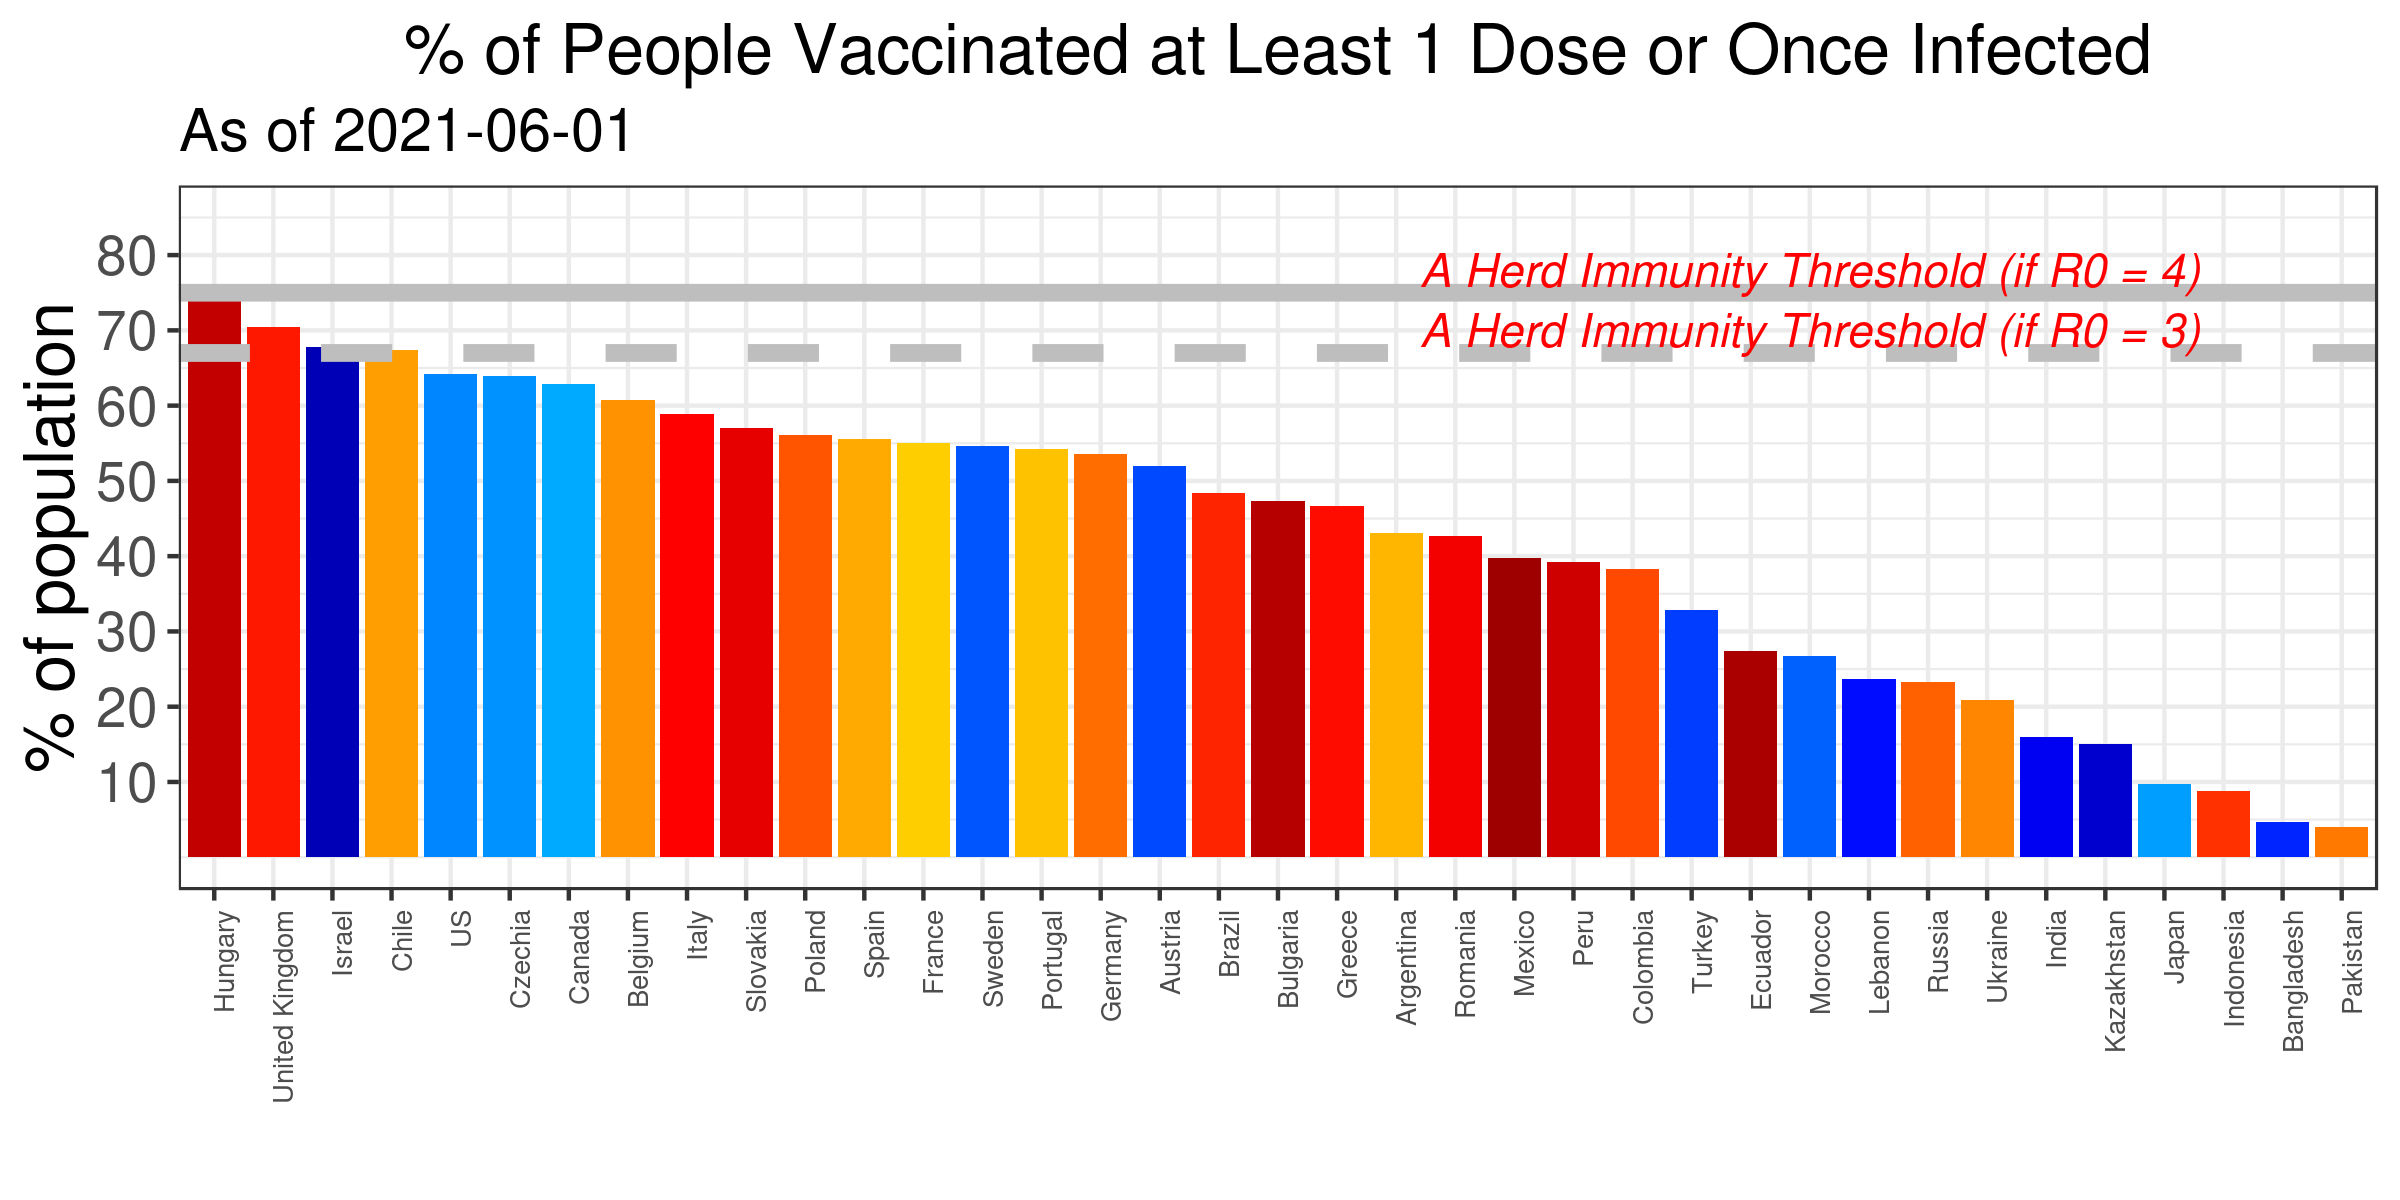 % of People Vaccinated at Least 1 Dose or Once Infected
As of 2021-06-01
% of population
80
70
60
50
40
30
20
10
A Herd Immunity Threshold (if R0 = 4)
A Herd Immunity Threshold (if R0 = 3)
Hungary
United Kingdom
Israel
Chile
US
Czechia
Canada
Belgium
Italy
Slovakia
Poland
Spain
France
Sweden
Portugal
Germany
Austria
Brazil
Bulgaria
Greece
Argentina
Romania
Mexico
Peru
Colombia
Turkey
Ecuador
Morocco
Lebanon
Russia
Ukraine
India
Kazakhstan
Japan
Indonesia
Bangladesh
Pakistan